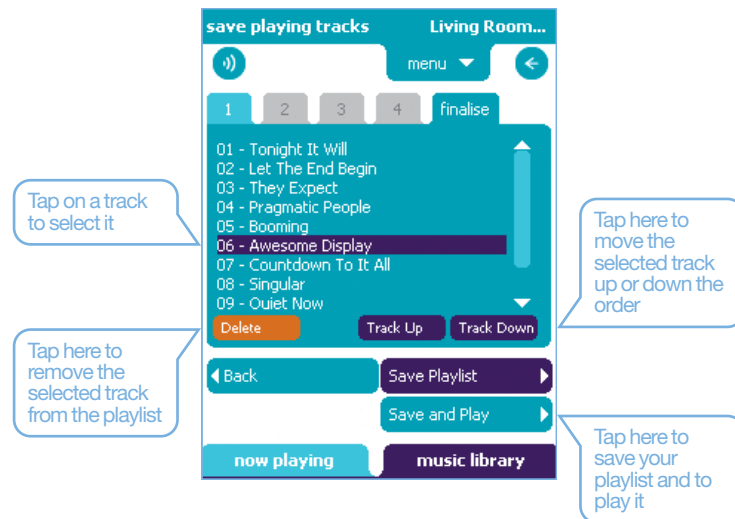 save playing tracks Living Room...
menu
1 2 3 4 finalise
01 - Tonight It Will
02 - Let The End Begin
03 - They Expect
04 - Pragmatic People
05 - Booming
06 - Awesome Display
07 - Countdown To It All
08 - Singular
09 - Quiet Now
Delete Track Up Track Down
Back Save Playlist
Save and Play
now playing music library
Tap on a track
to select it
Tap here to
remove the
selected track
from the playlist
Tap here to
move the
selected track
up or down the
order
Tap here to
save your
playlist and to
play it